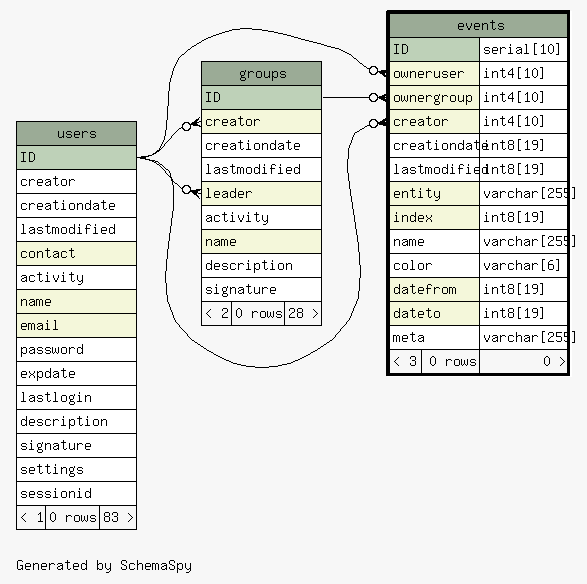 users
ID
creator
creationdate
lastmodified
contact
activity
name
email
password
expdate
lastlogin
description
signature
settings
sessionid
< 1 0 rows 83 >
groups
ID
creator
creationdate
lastmodified
leader
activity
name
description
signature
< 2 0 rows 28 >
events
ID serial[10]
owneruser int4[10]
ownergroup int4[10]
creator int4[10]
creationdate int8[19]
lastmodified int8[19]
entity varchar[255]
index int8[19]
name varchar[255]
color varchar[6]
datefrom int8[19]
dateto int8[19]
meta varchar[255]
< 3 0 rows 0 >
Generated by SchemaSpy